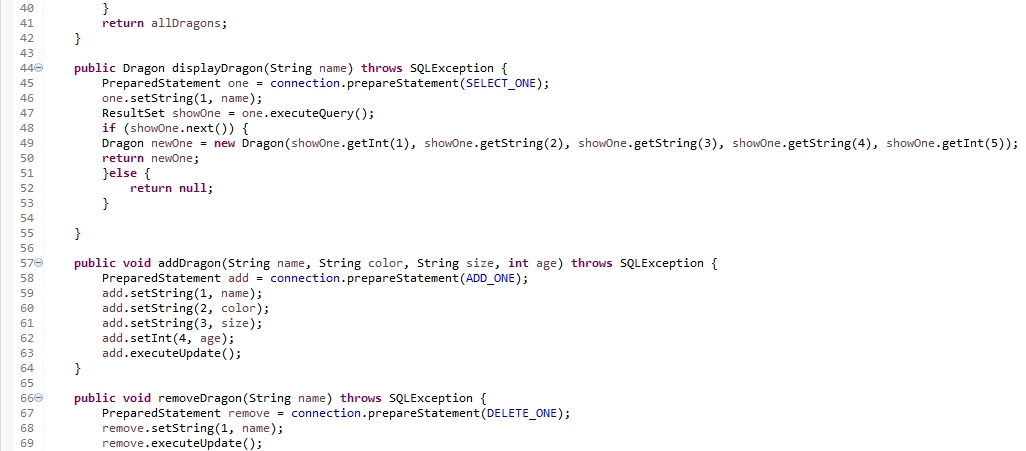 40 }
41 return allDragons;
42 }
43
44 public Dragon displayDragon(String name) throws SQLException {
45 PreparedStatement one = connection.prepareStatement(SELECT_ONE);
46 one.setString(1, name);
47 ResultSet showOne = one.executeQuery();
48 if (showOne.next()) {
49 Dragon newOne = new Dragon(showOne.getInt(1), showOne.getString(2), showOne.getString(3), showOne.getString(4), showOne.getInt(5));
50 return newOne;
51 }else {
52 return null;
53 }
54
55 }
56
57 public void addDragon(String name, String color, String size, int age) throws SQLException {
58 PreparedStatement add = connection.prepareStatement(ADD_ONE);
59 add.setString(1, name);
60 add.setString(2, color);
61 add.setString(3, size);
62 add.setInt(4, age);
63 add.executeUpdate();
64 }
65
66 public void removeDragon(String name) throws SQLException {
67 PreparedStatement remove = connection.prepareStatement(DELETE_ONE);
68 remove.setString(1, name);
69 remove.executeUpdate();